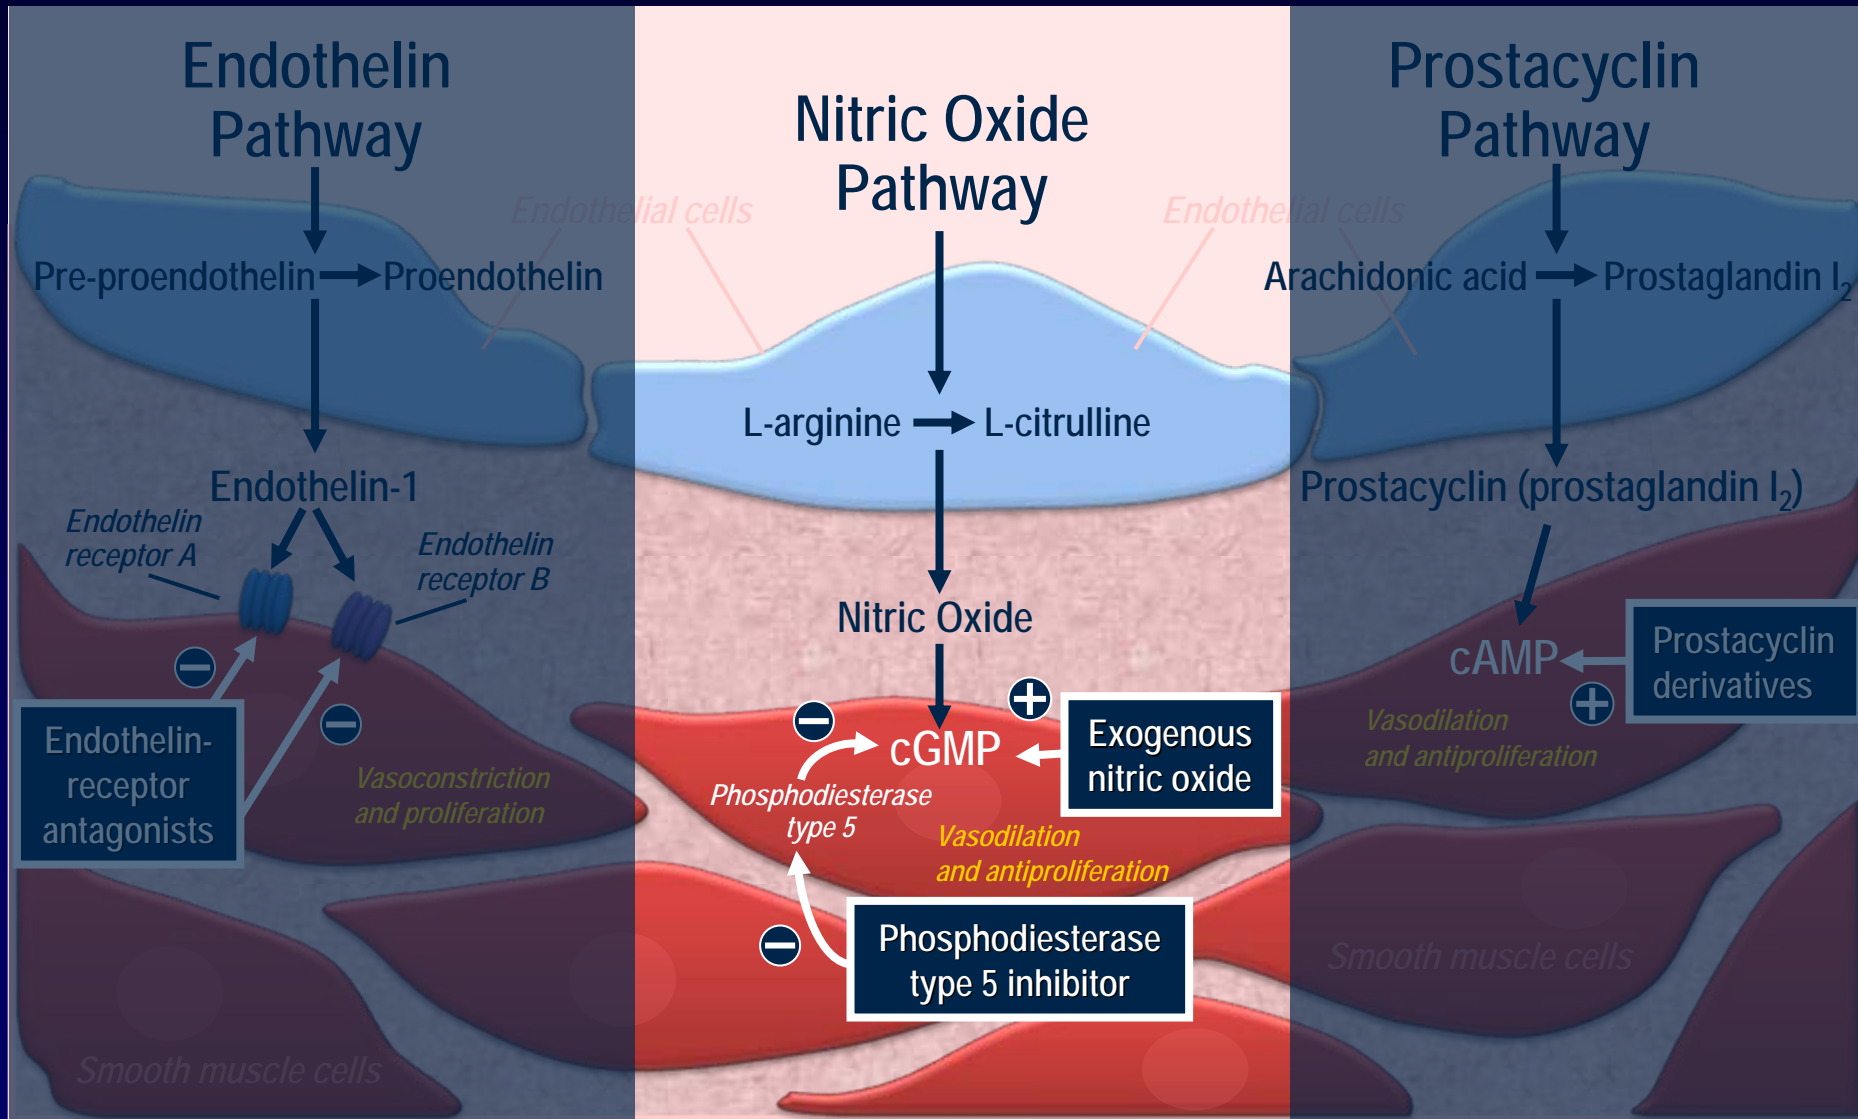 Endothelin
Pathway
Endothelial cells
Pre-proendothelin
Proendothelin
Endothelin-1
Endothelin
receptor A
Endothelin
receptor B
−
−
Endothelin-
receptor
antagonists
Vasoconstriction
and proliferation
Smooth muscle cells
Nitric Oxide
Pathway
Endothelial cells
L-arginine
L-citrulline
Nitric Oxide
−
+
cGMP
Exogenous
nitric oxide
Phosphodiesterase
type 5
Vasodilation
and antiproliferation
−
Phosphodiesterase
type 5 inhibitor
Prostacyclin
Pathway
Arachidonic acid
Prostaglandin I₂
Prostacyclin (prostaglandin I₂)
cAMP
+
Prostacyclin
derivatives
Vasodilation
and antiproliferation
Smooth muscle cells